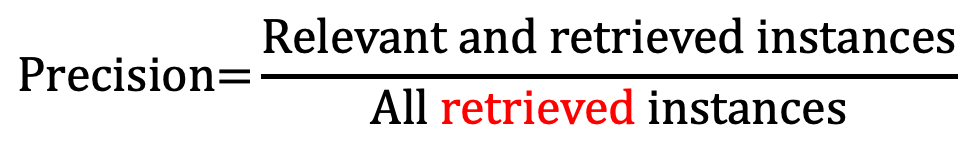 Relevant and retrieved instances
Precision=
All retrieved instances